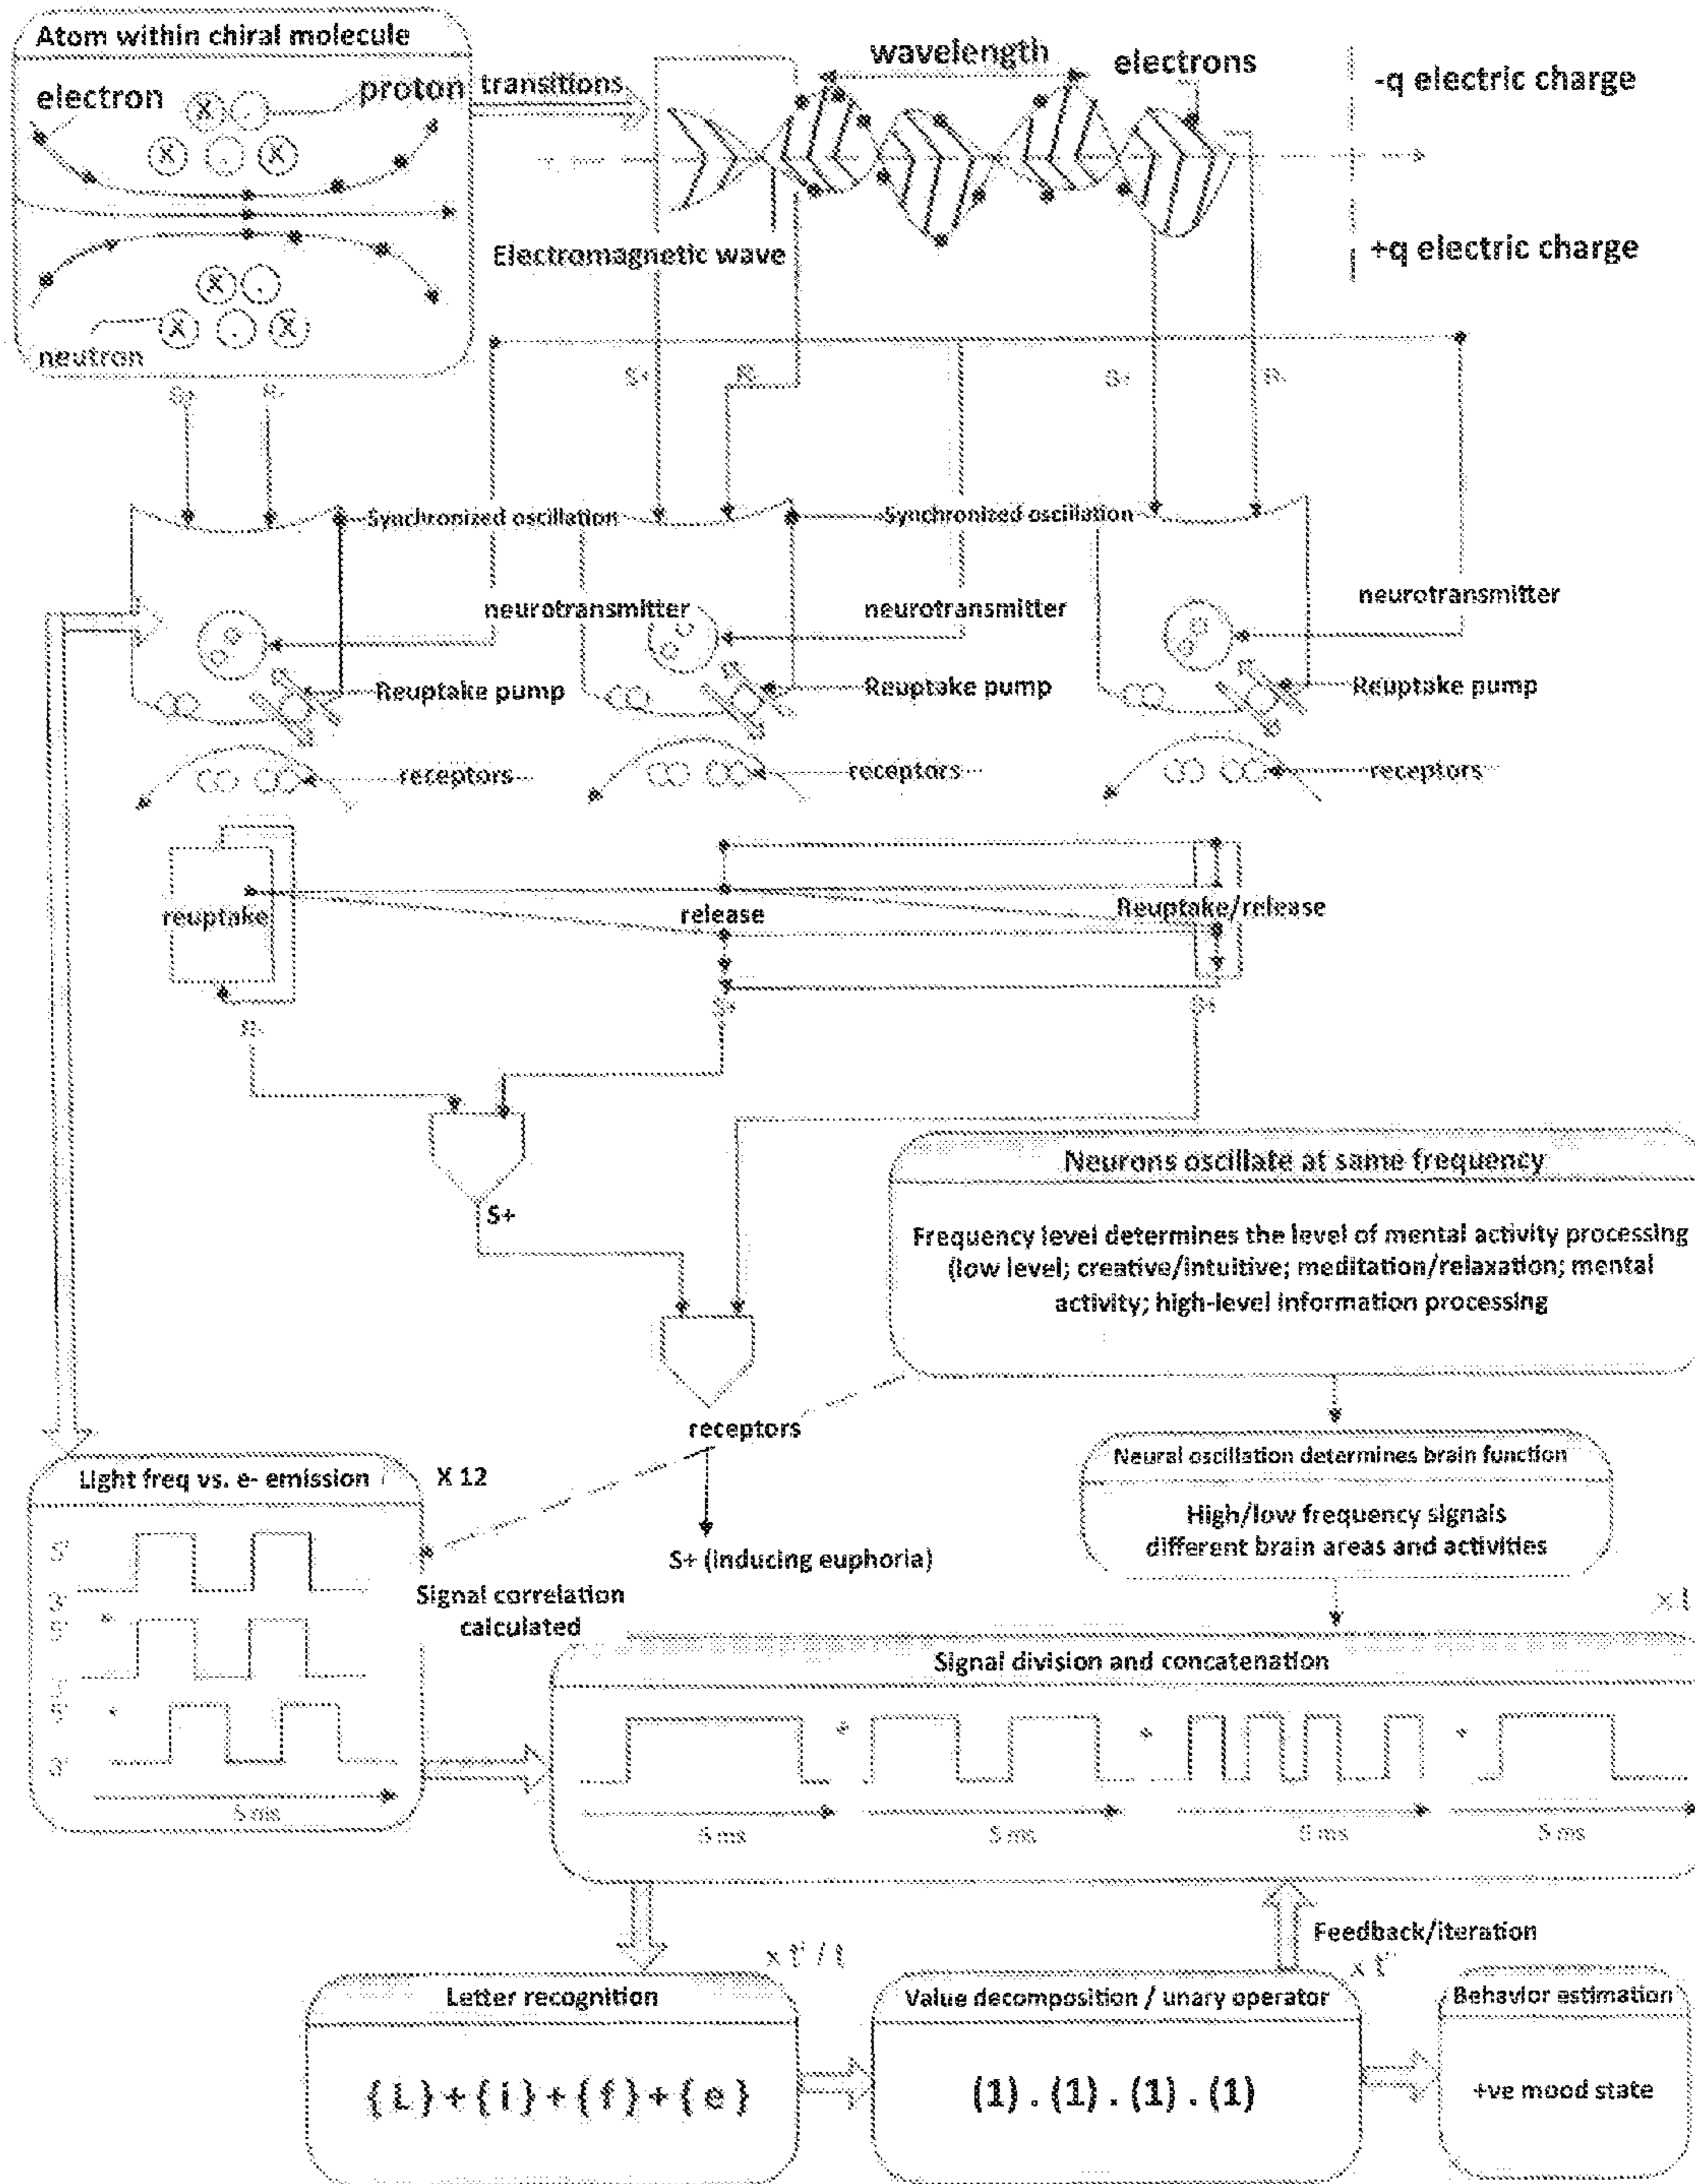 Atom within chiral molecule
electron
proton
transitions
wavelength
electrons
-q electric charge
Electromagnetic wave
+q electric charge
neutron
S+
R-
S+
R-
Synchronized oscillation
Synchronized oscillation
neurotransmitter
neurotransmitter
neurotransmitter
Reuptake pump
Reuptake pump
Reuptake pump
receptors
receptors
receptors
reuptake
release
Reuptake/release
R-
S+
S+
S+
Neurons oscillate at same frequency
Frequency level determines the level of mental activity processing
(low level; creative/intuitive; meditation/relaxation; mental
activity; high-level information processing
receptors
S+ (inducing euphoria)
Neural oscillation determines brain function
High/low frequency signals
different brain areas and activities
Light freq vs. e- emission
X 12
5 ms
Signal correlation
calculated
x t
Signal division and concatenation
5 ms
5 ms
5 ms
5 ms
Feedback/iteration
x t' / t
Letter recognition
{ L } + { i } + { f } + { e }
x t'
Value decomposition / unary operator
(1) . (1) . (1) . (1)
Behavior estimation
+ve mood state